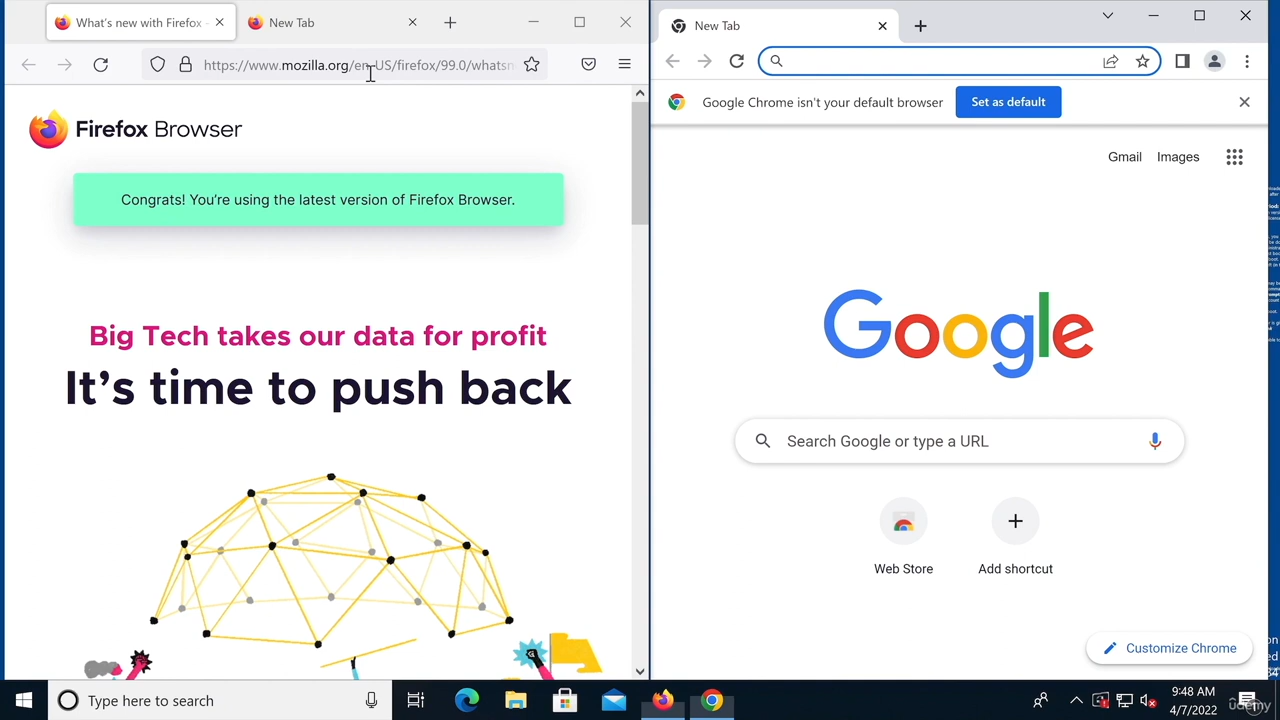 What's new with Firefox -
New Tab
https://www.mozilla.org/en-US/firefox/99.0/whatsn
Firefox Browser
Congrats! You're using the latest version of Firefox Browser.
Big Tech takes our data for profit
It's time to push back
New Tab
Google Chrome isn't your default browser
Set as default
Gmail
Images
Google
Search Google or type a URL
Web Store
Add shortcut
Customize Chrome
Type here to search
9:48 AM
4/7/2022
udemy